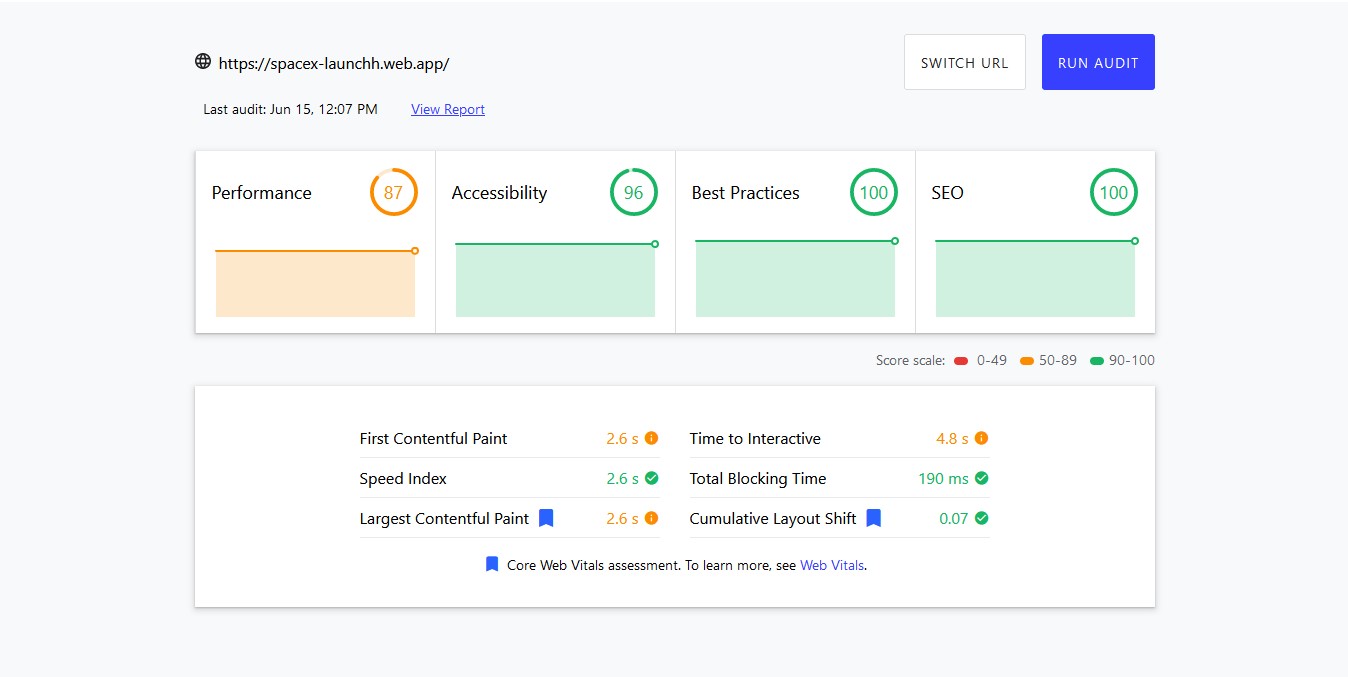 https://spacex-launchh.web.app/ SWITCH URL RUN AUDIT
Last audit: Jun 15, 12:07 PM View Report
Performance 87 Accessibility 96 Best Practices 100 SEO 100
Score scale: 0-49 50-89 90-100
First Contentful Paint 2.6 s Time to Interactive 4.8 s
Speed Index 2.6 s Total Blocking Time 190 ms
Largest Contentful Paint 2.6 s Cumulative Layout Shift 0.07
Core Web Vitals assessment. To learn more, see Web Vitals.